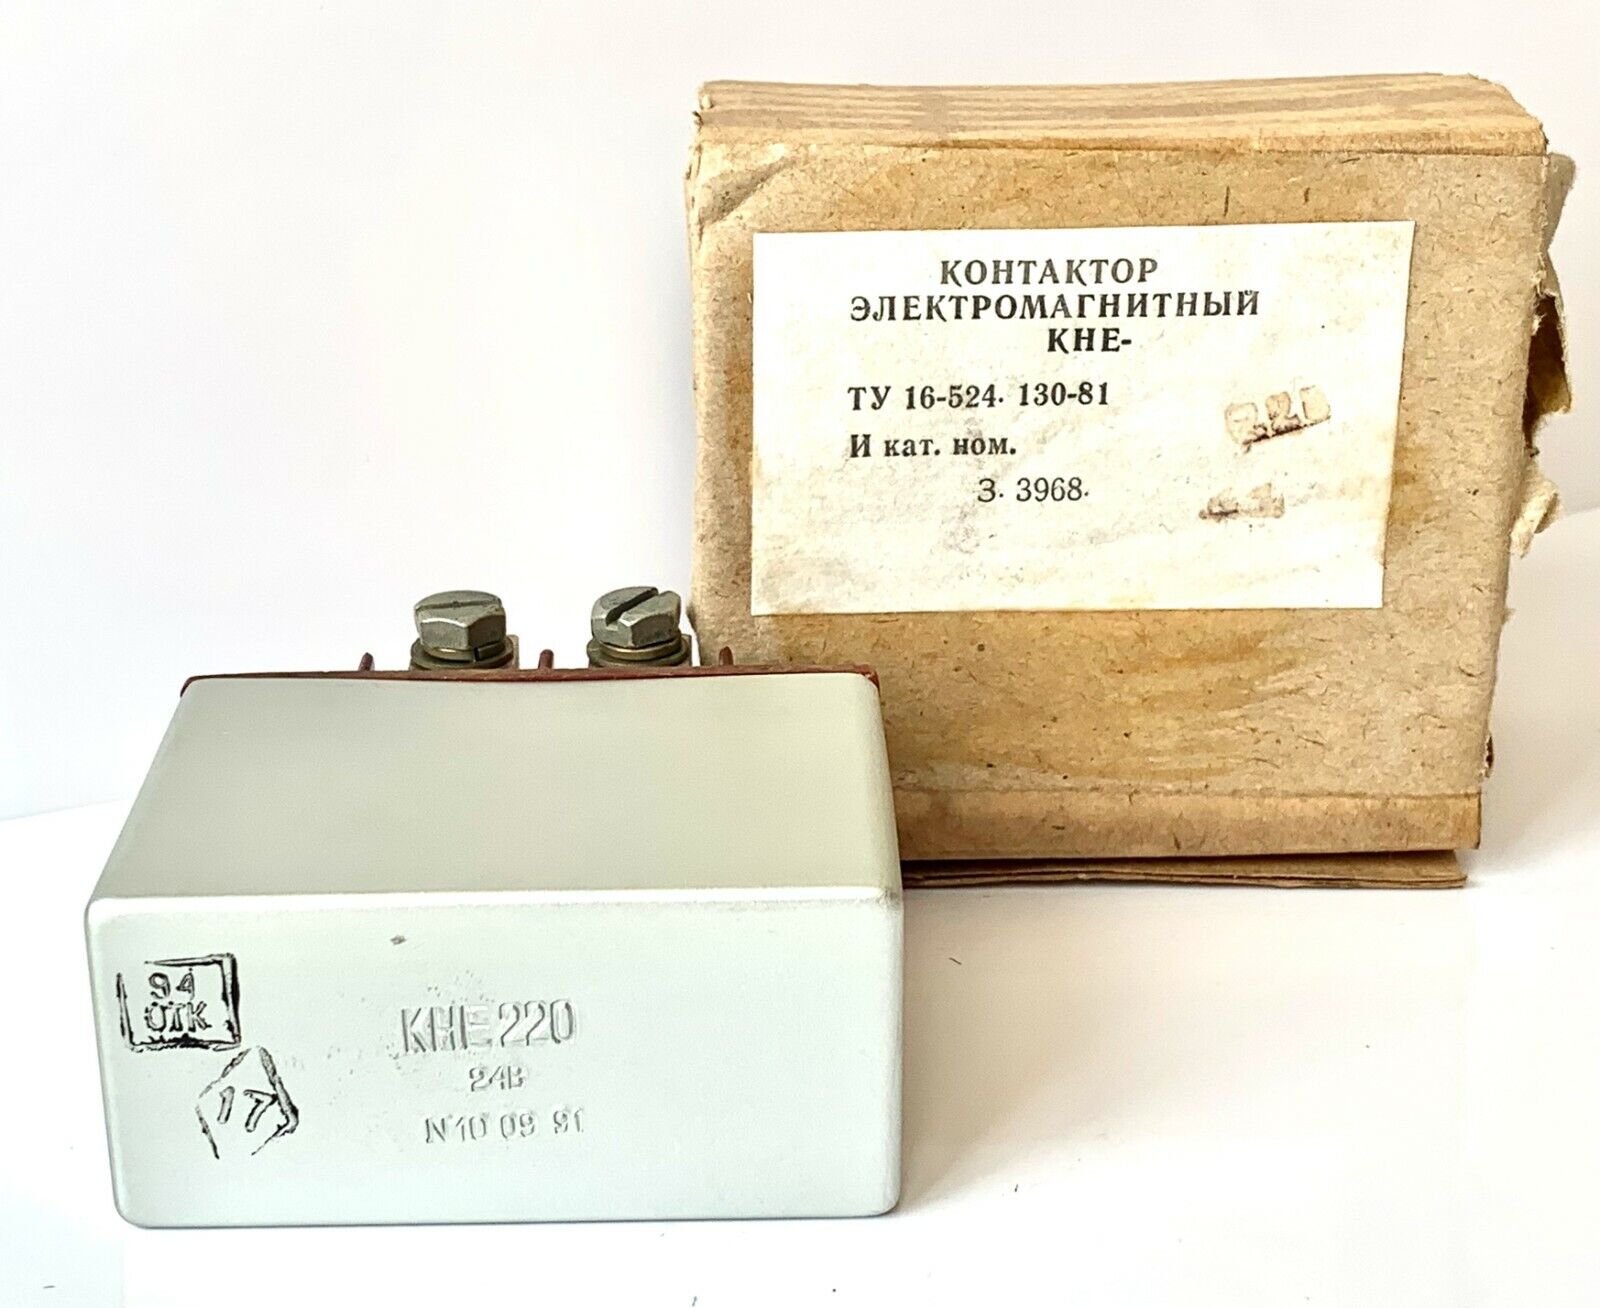 КОНТАКТОР
ЭЛЕКТРОМАГНИТНЫЙ
КНЕ-
ТУ 16-524. 130-81
220
И кат. ном.
З. 3968.
94
ОТК
17
КНЕ220
24В
N10 09 91